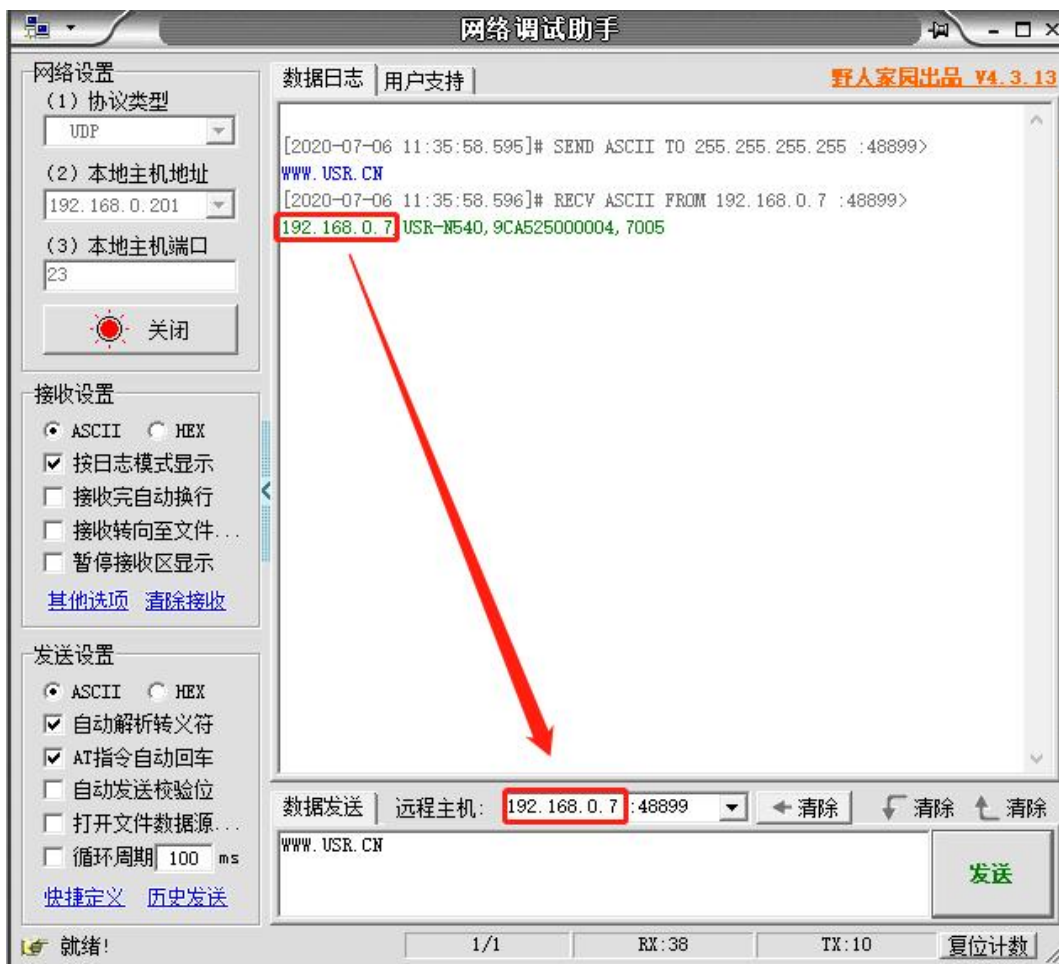 网络调试助手
网络设置
(1) 协议类型
UDP
(2) 本地主机地址
192.168.0.201
(3) 本地主机端口
23
关闭
接收设置
ASCII HEX
按日志模式显示
接收完自动换行
接收转向至文件...
暂停接收区显示
其他选项 清除接收
发送设置
ASCII HEX
自动解析转义符
AT指令自动回车
自动发送校验位
打开文件数据源...
循环周期 100 ms
快捷定义 历史发送
数据日志 用户支持 野人家园出品 V4.3.13
[2020-07-06 11:35:58.595]# SEND ASCII TO 255.255.255.255 :48899>
WWW.USR.CN
[2020-07-06 11:35:58.596]# RECV ASCII FROM 192.168.0.7 :48899>
192.168.0.7,USR-N540,9CA525000004,7005
数据发送 远程主机: 192.168.0.7 :48899 清除 清除 清除
WWW.USR.CN
发送
就绪! 1/1 RX:38 TX:10 复位计数